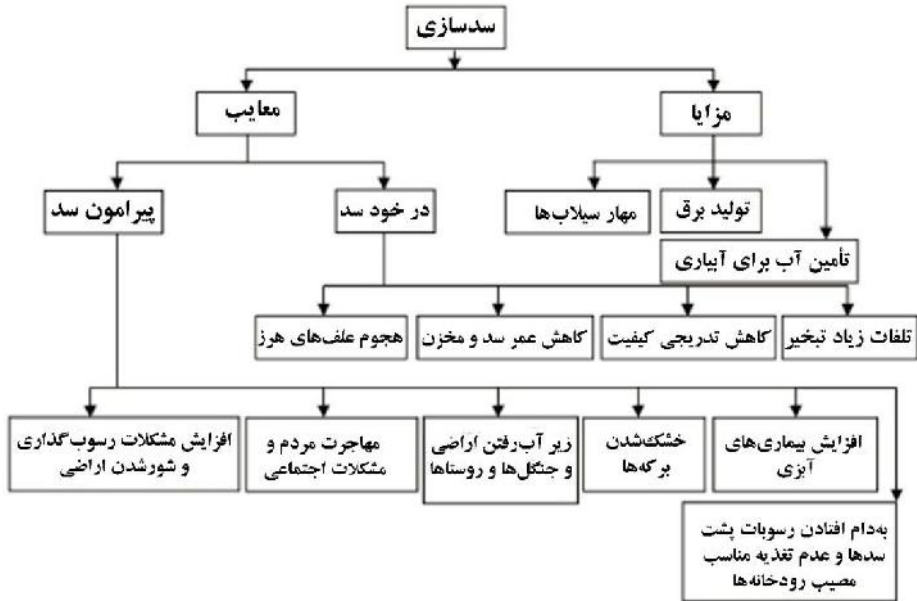 سدسازی
مزایا
معایب
تأمین آب برای آبیاری
تولید برق
مهار سیلاب‌ها
در خود سد
پیرامون سد
تلفات زیاد تبخیر
کاهش تدریجی کیفیت
کاهش عمر سد و مخزن
هجوم علف‌های هرز
به‌دام افتادن رسوبات پشت
سدها و عدم تغذیه مناسب
مصیب رودخانه‌ها
افزایش بیماری‌های
آبزی
خشک‌شدن
برکه‌ها
زیر آب‌رفتن اراضی
و جنگل‌ها و روستاها
مهاجرت مردم و
مشکلات اجتماعی
افزایش مشکلات رسوب‌گذاری
و شورشدن اراضی